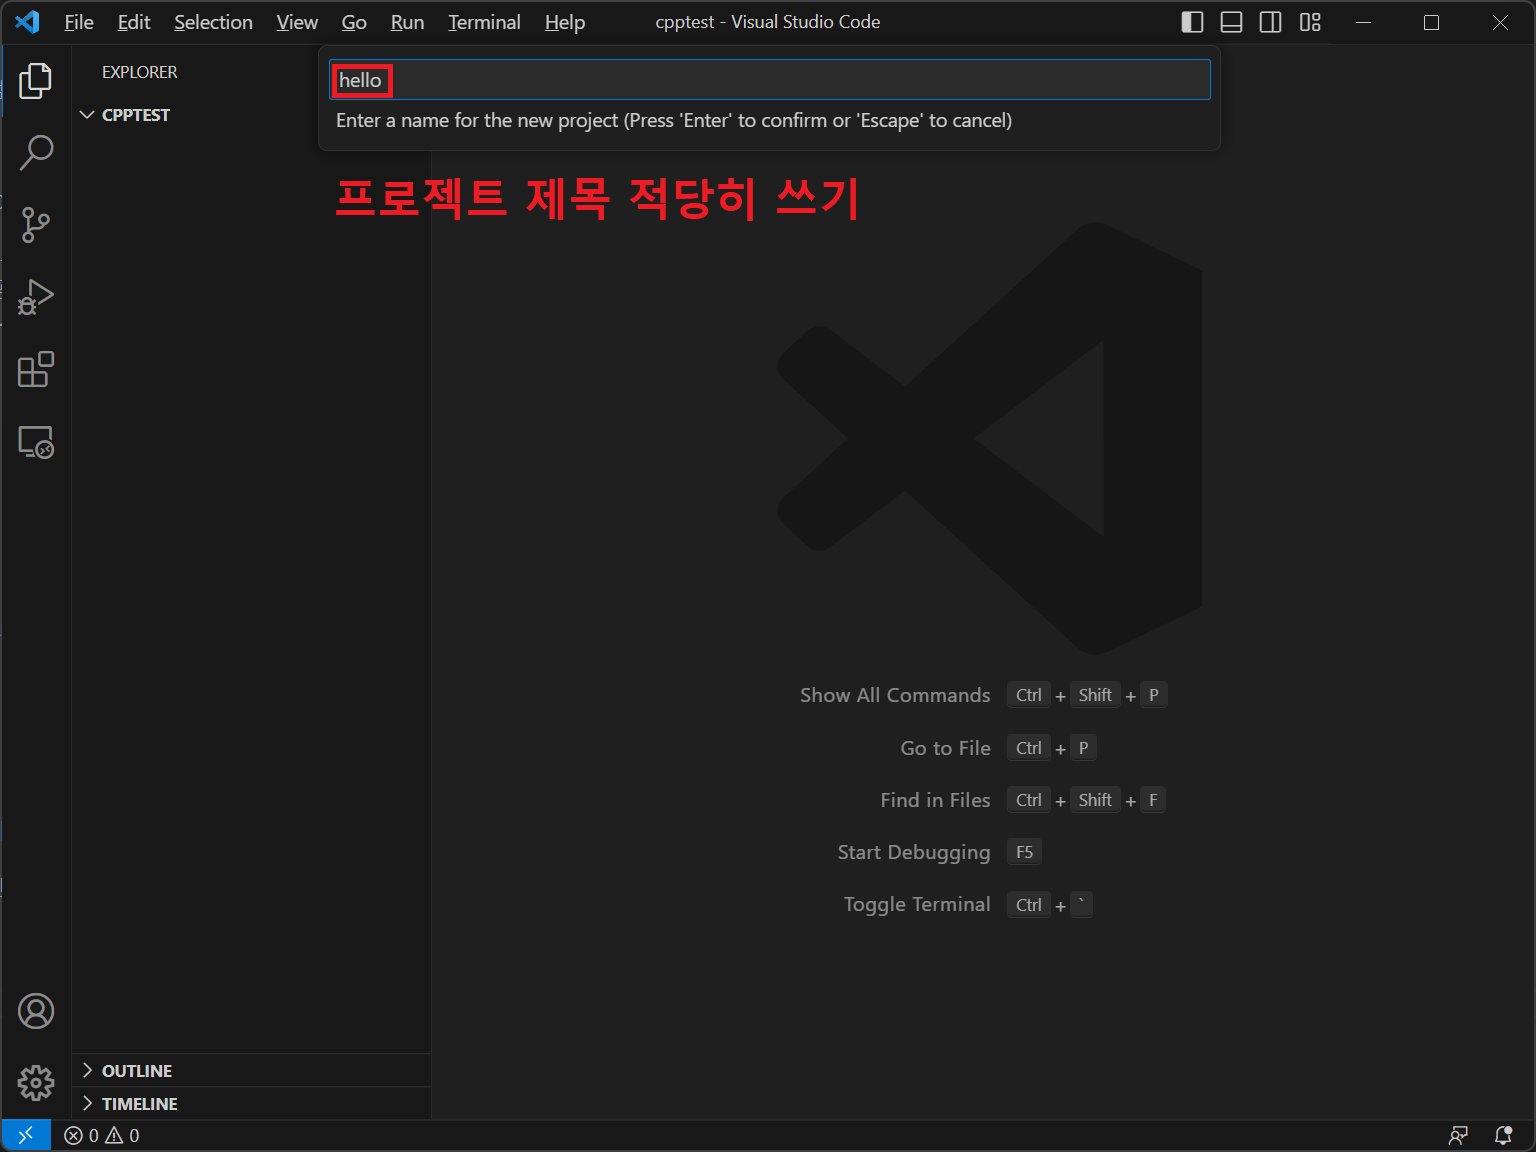 File Edit Selection View Go Run Terminal Help cpptest - Visual Studio Code
EXPLORER
CPPTEST
hello
Enter a name for the new project (Press 'Enter' to confirm or 'Escape' to cancel)
프로젝트 제목 적당히 쓰기
Show All Commands Ctrl + Shift + P
Go to File Ctrl + P
Find in Files Ctrl + Shift + F
Start Debugging F5
Toggle Terminal Ctrl + `
OUTLINE
TIMELINE
0 0